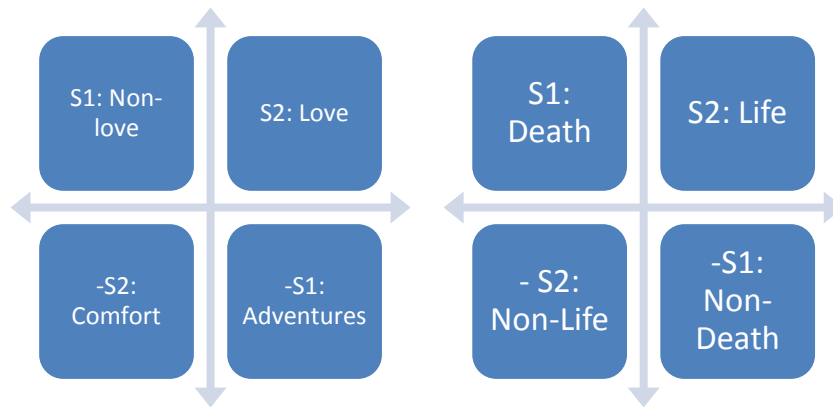 S1: Non-
love
S2: Love
-S2:
Comfort
-S1:
Adventures
S1:
Death
S2: Life
- S2:
Non-Life
-S1:
Non-
Death